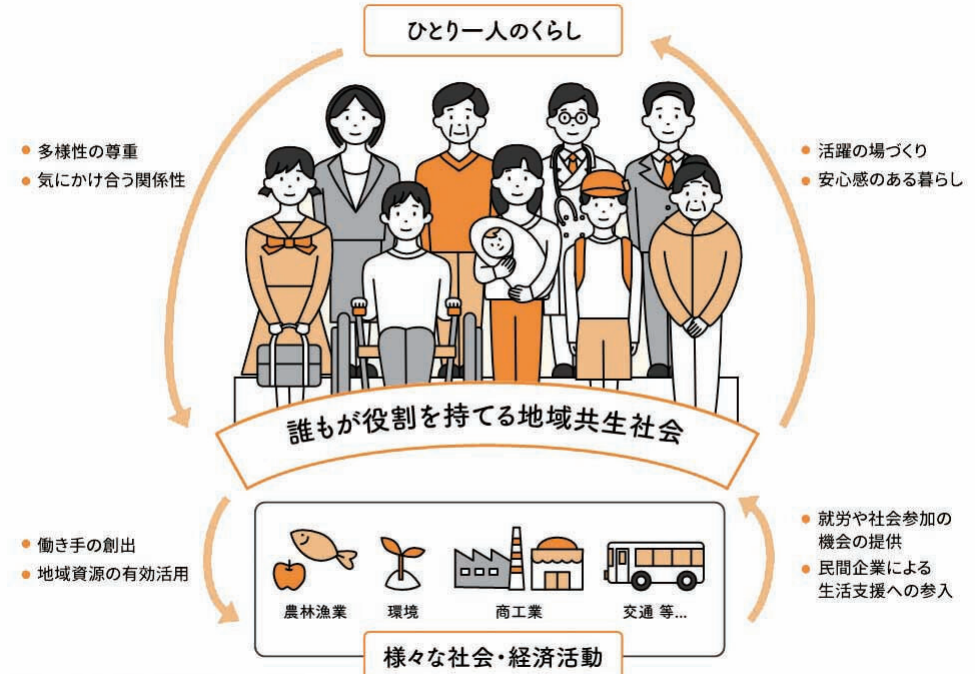 ひとり一人のくらし
● 多様性の尊重
● 気にかけ合う関係性
● 活躍の場づくり
● 安心感のある暮らし
誰もが役割を持てる地域共生社会
● 働き手の創出
● 地域資源の有効活用
● 就労や社会参加の
機会の提供
● 民間企業による
生活支援への参入
農林漁業
環境
商工業
交通 等...
様々な社会・経済活動